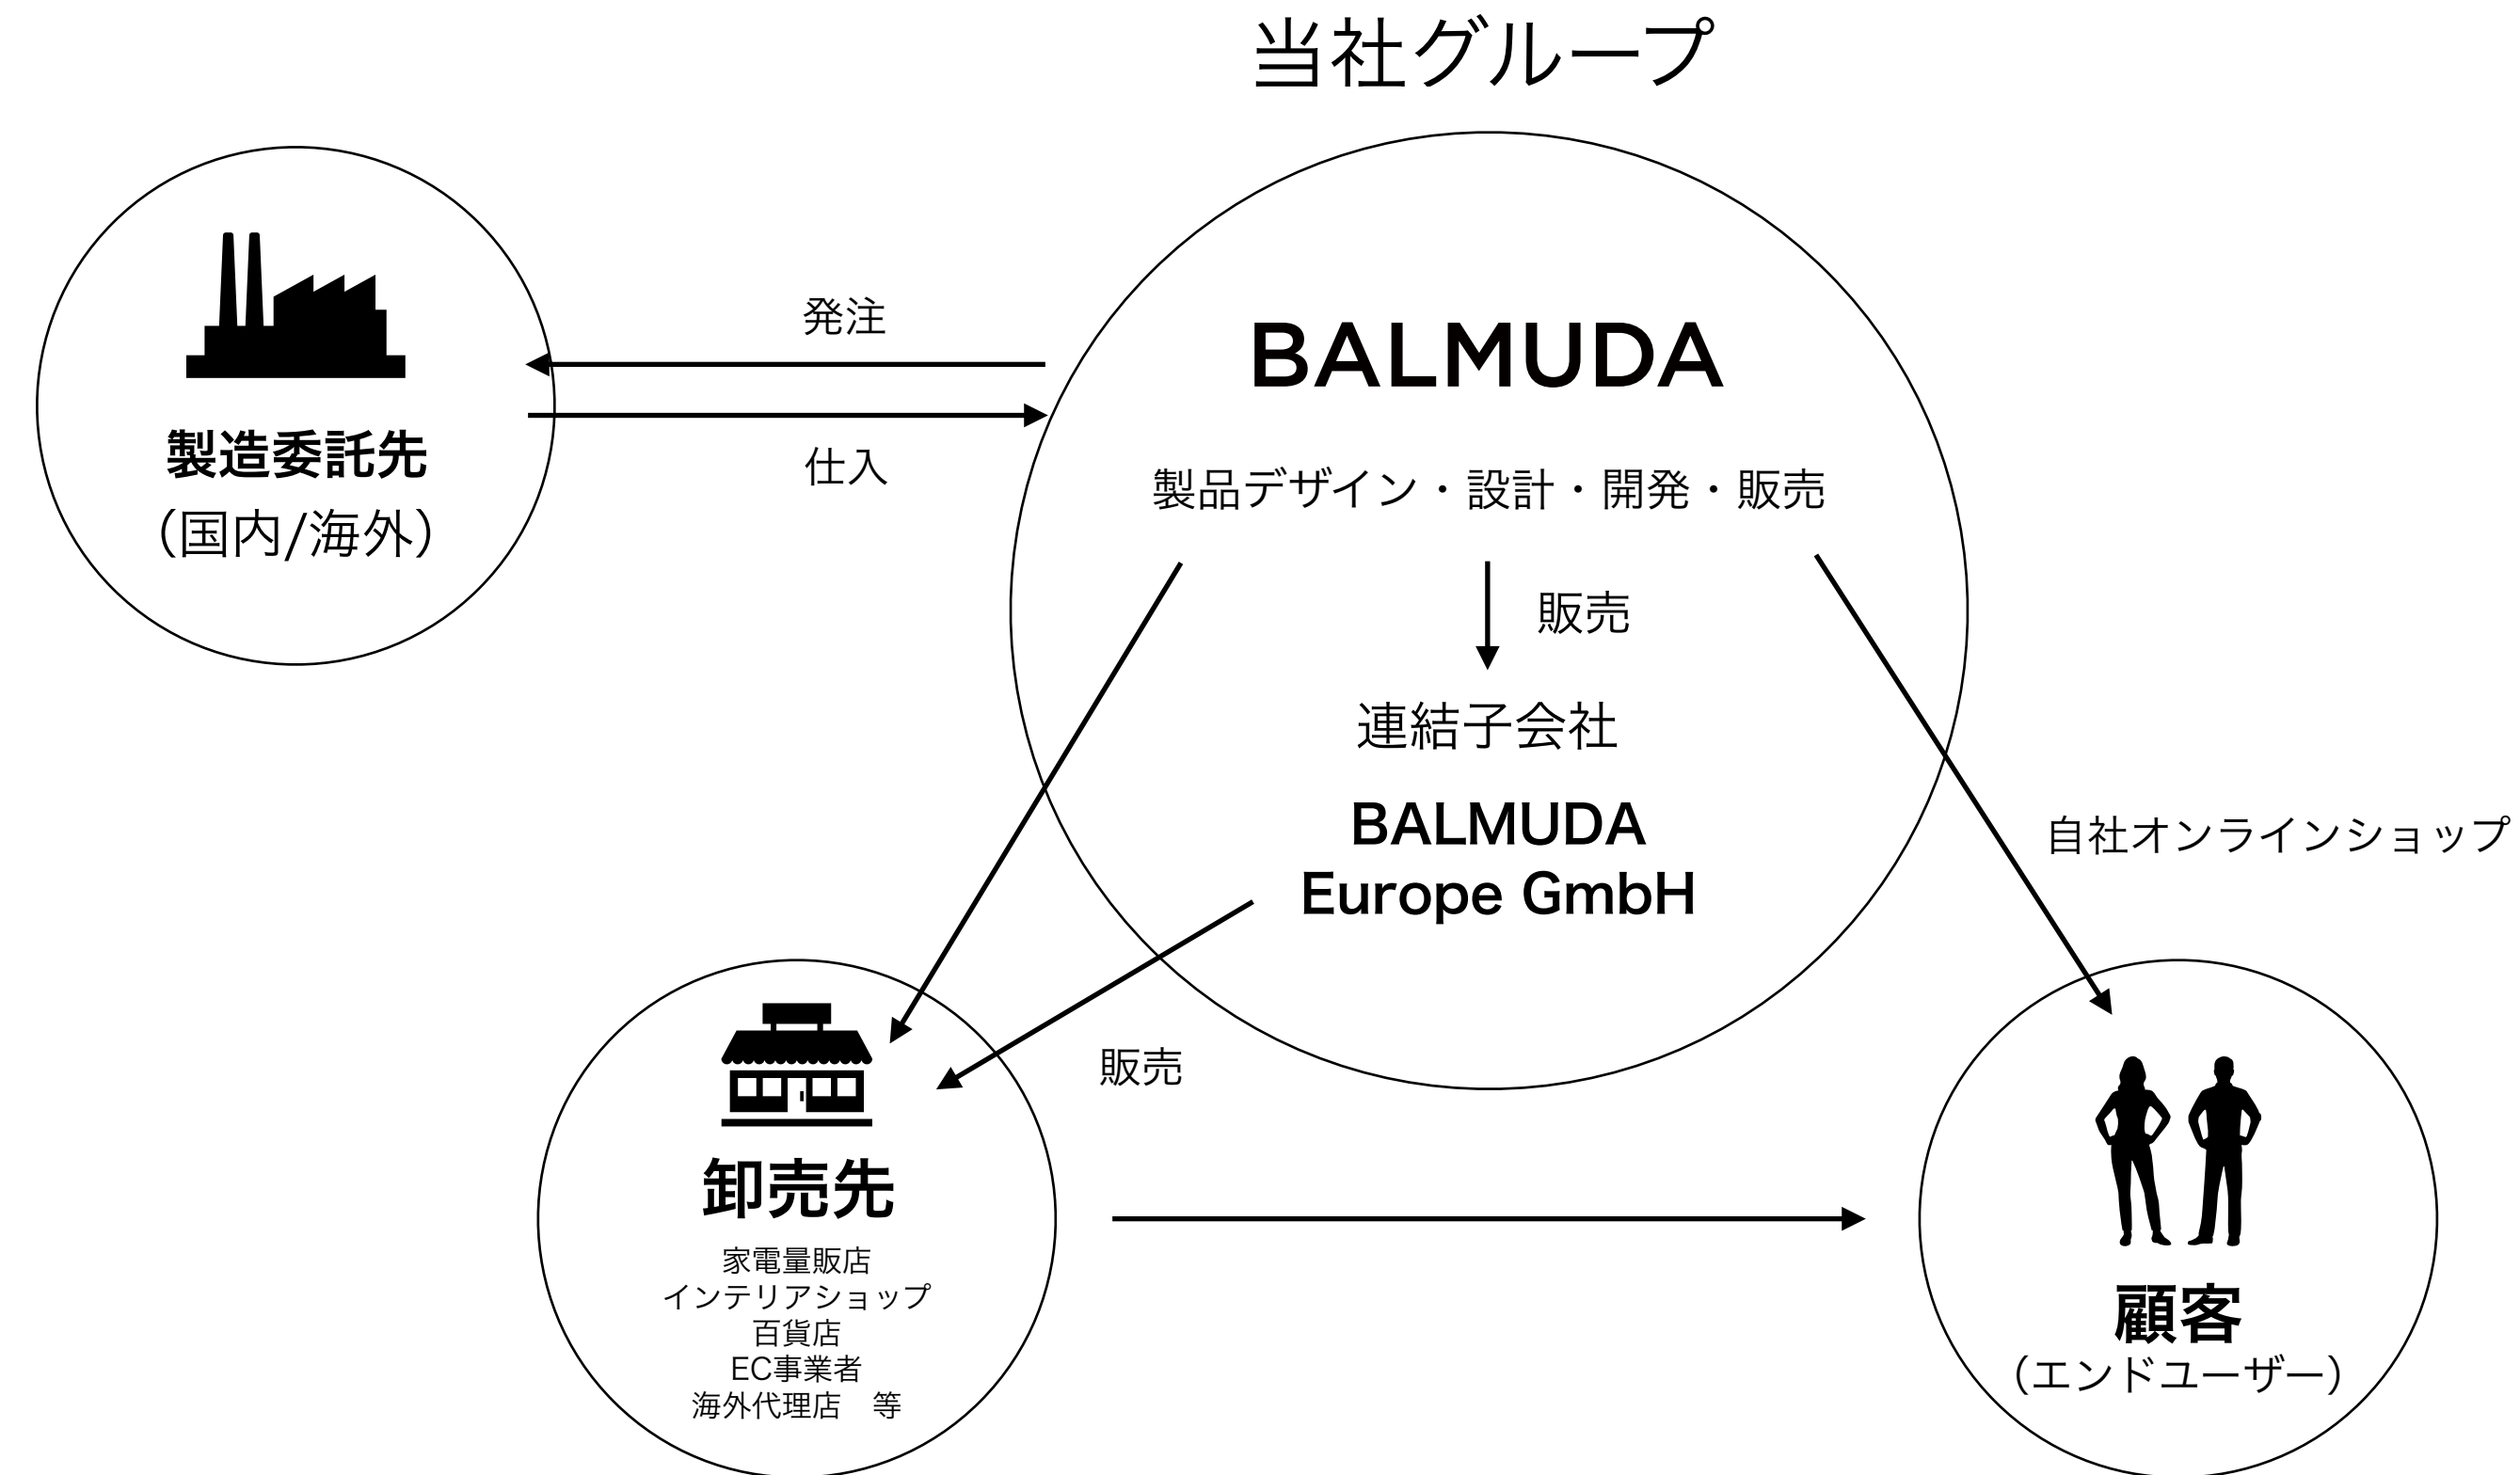 当社グループ
製造委託先
(国内/海外)
発注
仕入
BALMUDA
製品デザイン・設計・開発・販売
販売
連結子会社
BALMUDA
Europe GmbH
自社オンラインショップ
販売
卸売先
家電量販店
インテリアショップ
百貨店
EC事業者
海外代理店　等
顧客
(エンドユーザー)